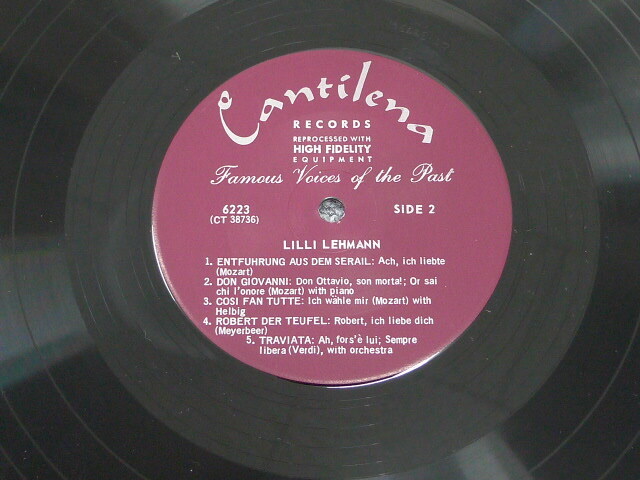 Cantilena
RECORDS
REPROCESSED WITH
HIGH FIDELITY
EQUIPMENT
Famous Voices of the Past
6223
(CT 38736)
SIDE 2
LILLI LEHMANN
1. ENTFUHRUNG AUS DEM SERAIL: Ach, ich liebte
(Mozart)
2. DON GIOVANNI: Don Ottavio, son morta!; Or sai
chi l'onore (Mozart) with piano
3. COSI FAN TUTTE: Ich wähle mir (Mozart) with
Helbig
4. ROBERT DER TEUFEL: Robert, ich liebe dich
(Meyerbeer)
5. TRAVIATA: Ah, fors'è lui; Sempre
libera (Verdi), with orchestra